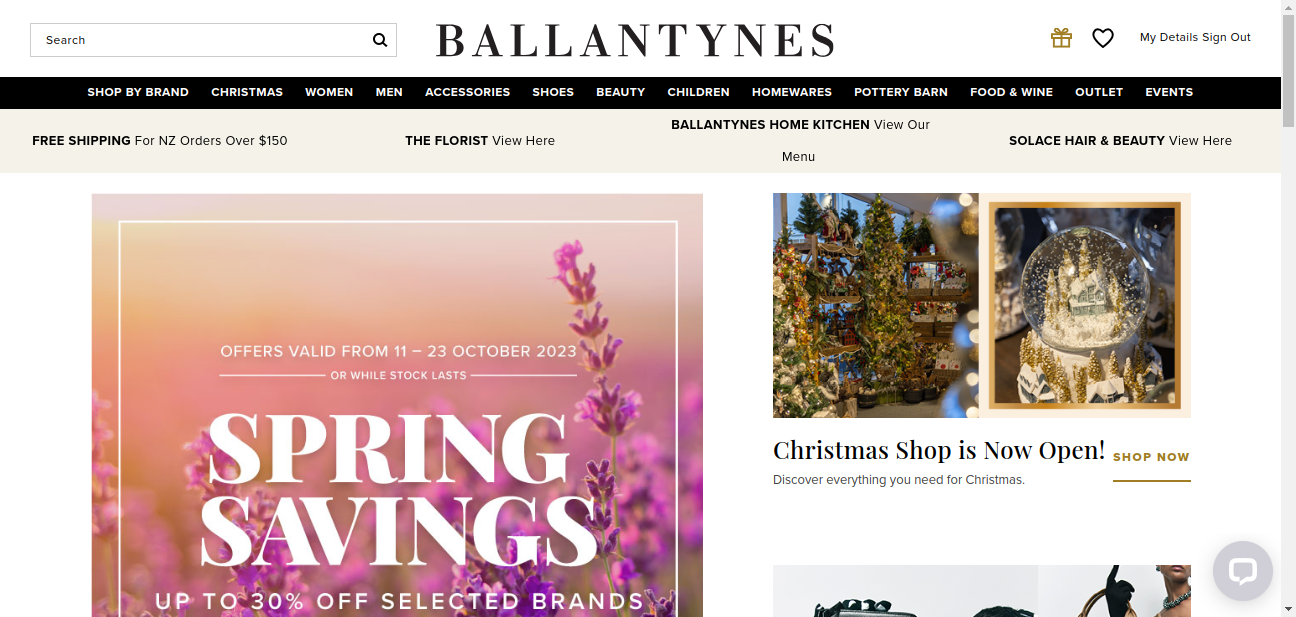 Search
BALLANTYNES
My Details Sign Out
SHOP BY BRAND CHRISTMAS WOMEN MEN ACCESSORIES SHOES BEAUTY CHILDREN HOMEWARES POTTERY BARN FOOD & WINE OUTLET EVENTS
FREE SHIPPING For NZ Orders Over $150
THE FLORIST View Here
BALLANTYNES HOME KITCHEN View Our
Menu
SOLACE HAIR & BEAUTY View Here
OFFERS VALID FROM 11 – 23 OCTOBER 2023
OR WHILE STOCK LASTS
SPRING
SAVINGS
UP TO 30% OFF SELECTED BRANDS
Christmas Shop is Now Open!
SHOP NOW
Discover everything you need for Christmas.